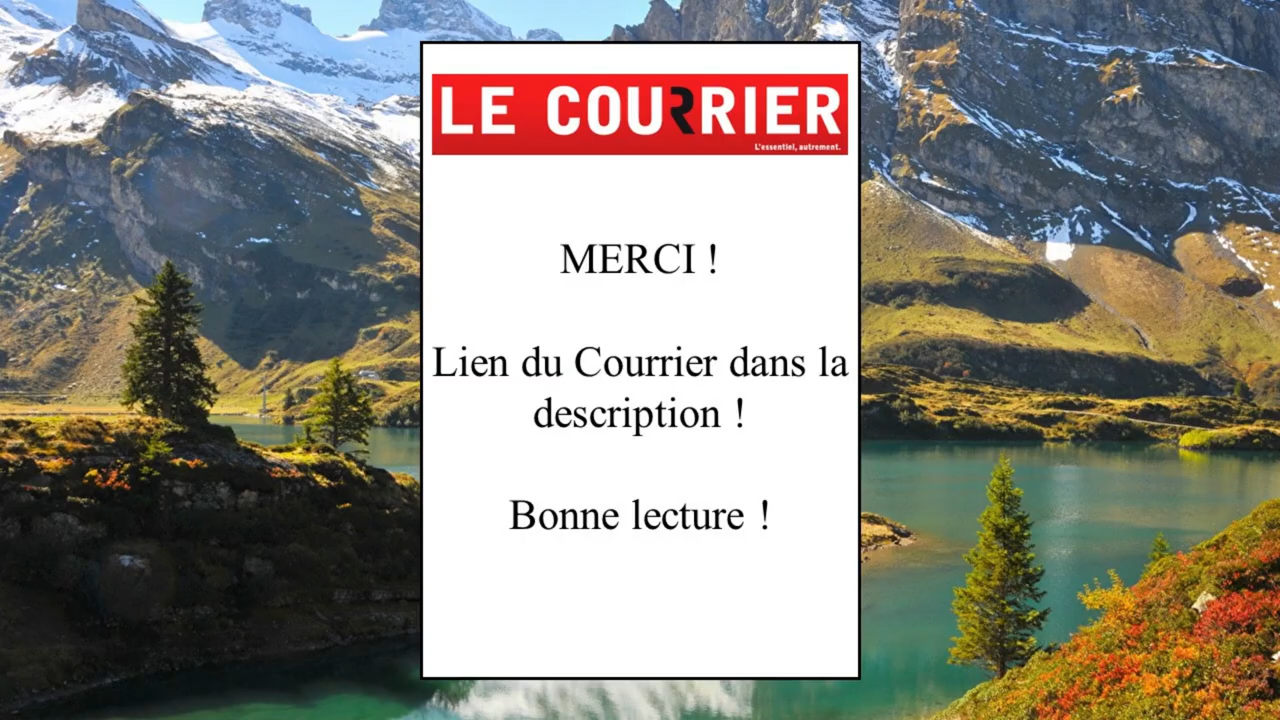 LE COURRIER
L'essentiel, autrement.
MERCI !
Lien du Courrier dans la
description !
Bonne lecture !